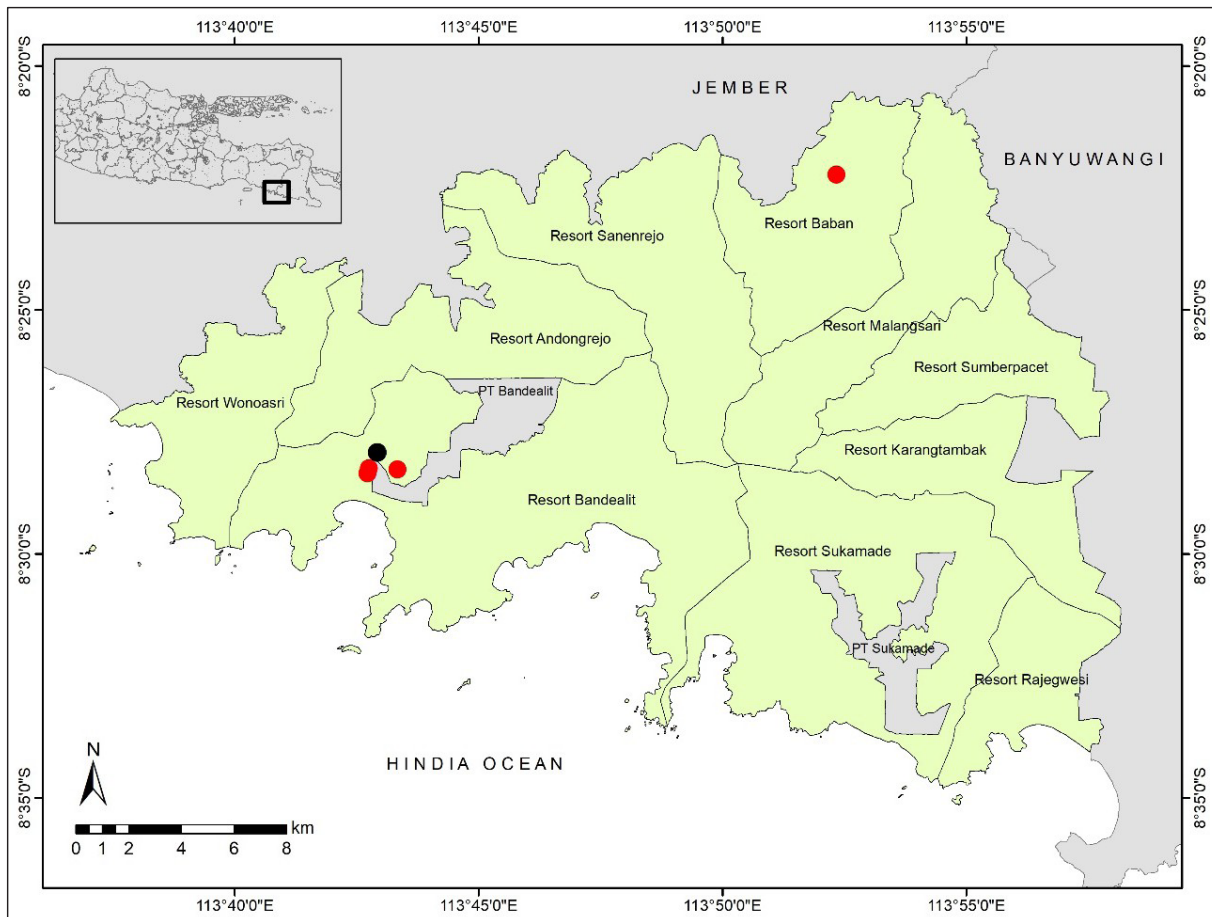 113°40'0"E
113°45'0"E
113°50'0"E
113°55'0"E
8°20'0"S
8°20'0"S
JEMBER
BANYUWANGI
Resort Baban
Resort Sanenrejo
8°25'0"S
8°25'0"S
Resort Malangsari
Resort Andongrejo
Resort Sumberpacet
PT Bandealit
Resort Wonoasri
Resort Karangtambak
Resort Bandealit
8°30'0"S
8°30'0"S
Resort Sukamade
PT Sukamade
Resort Rajegwesi
HINDIA OCEAN
N
8°35'0"S
8°35'0"S
km
0 1 2 4 6 8
113°40'0"E
113°45'0"E
113°50'0"E
113°55'0"E